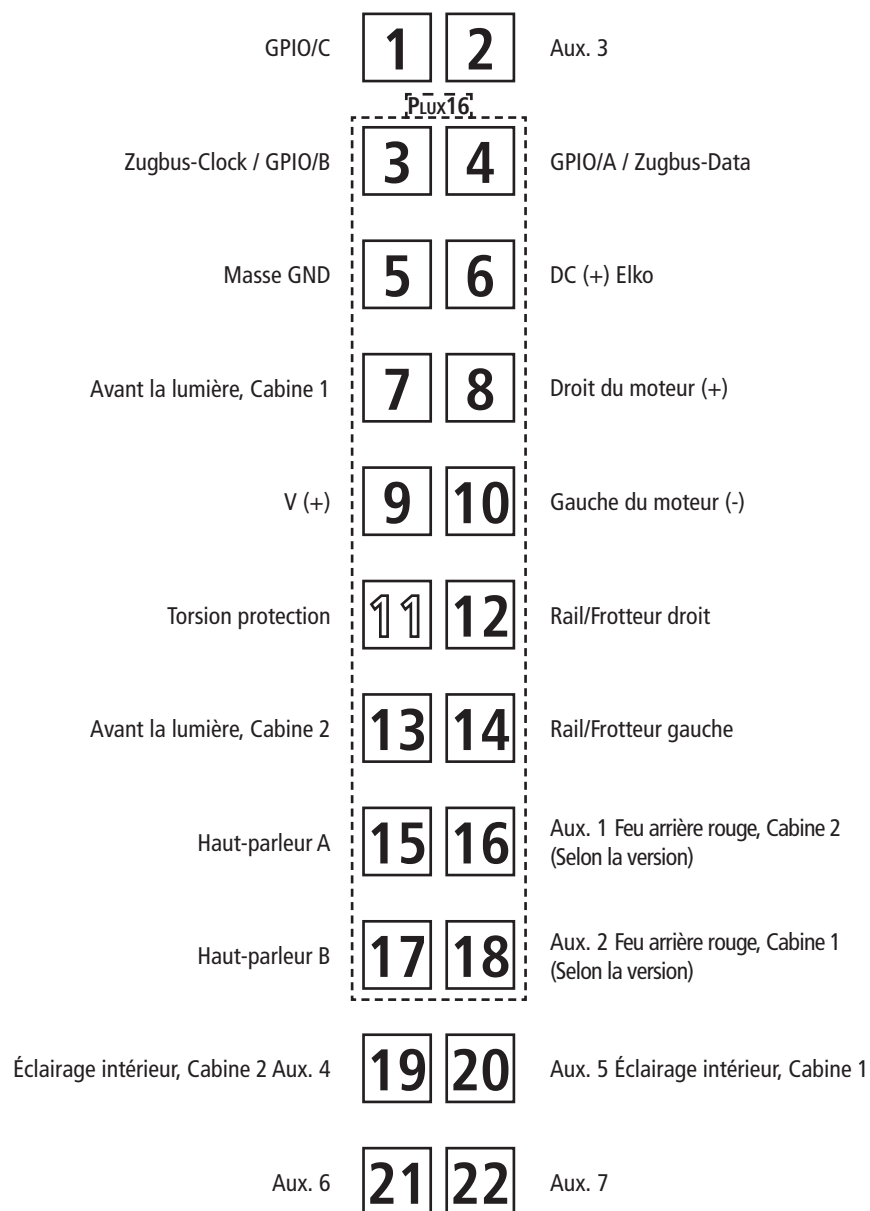 GPIO/C 1 2 Aux. 3
PLUX16
Zugbus-Clock / GPIO/B 3 4 GPIO/A / Zugbus-Data
Masse GND 5 6 DC (+) Elko
Avant la lumière, Cabine 1 7 8 Droit du moteur (+)
V (+) 9 10 Gauche du moteur (-)
Torsion protection 11 12 Rail/Frotteur droit
Avant la lumière, Cabine 2 13 14 Rail/Frotteur gauche
Haut-parleur A 15 16 Aux. 1 Feu arrière rouge, Cabine 2
(Selon la version)
Haut-parleur B 17 18 Aux. 2 Feu arrière rouge, Cabine 1
(Selon la version)
Éclairage intérieur, Cabine 2 Aux. 4 19 20 Aux. 5 Éclairage intérieur, Cabine 1
Aux. 6 21 22 Aux. 7